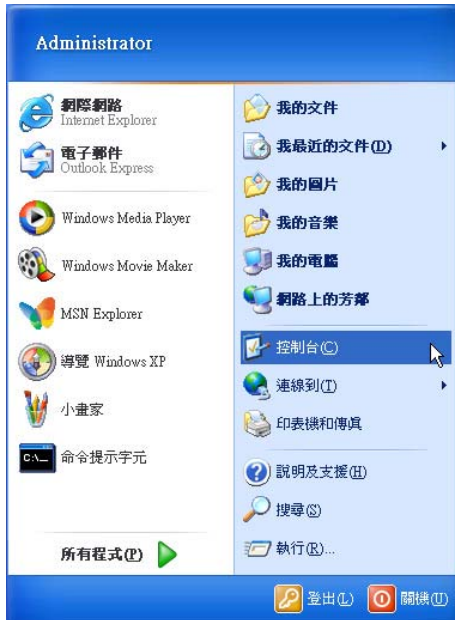 Administrator
網際網路
Internet Explorer
電子郵件
Outlook Express
Windows Media Player
Windows Movie Maker
MSN Explorer
導覽 Windows XP
小畫家
C:\_
命令提示字元
所有程式(P)
我的文件
我最近的文件(D)
我的圖片
我的音樂
我的電腦
網路上的芳鄰
控制台(C)
連線到(T)
印表機和傳真
說明及支援(H)
搜尋(S)
執行(R)...
登出(L)
關機(U)